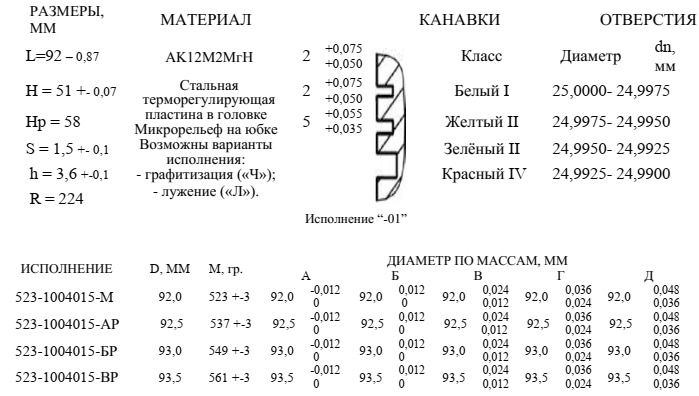 РАЗМЕРЫ, ММ МАТЕРИАЛ КАНАВКИ ОТВЕРСТИЯ
L=92 – 0,87 АК12М2МгН 2 +0,075 +0,050 Класс Диаметр dn, мм
H = 51 +- 0,07 Стальная терморегулирующая 2 +0,075 +0,050 Белый I 25,0000- 24,9975
Hp = 58 пластина в головке Микрорельеф на юбке 5 +0,055 +0,035 Желтый II 24,9975- 24,9950
S = 1,5 +- 0,1 Возможны варианты исполнения: Зелёный II 24,9950- 24,9925
h = 3,6 +-0,1 - графитизация («Ч»); Красный IV 24,9925- 24,9900
R = 224 - лужение («Л»).
Исполнение “-01”
ДИАМЕТР ПО МАССАМ, ММ
ИСПОЛНЕНИЕ D, ММ М, гр. А Б В Г Д
523-1004015-М 92,0 523 +-3 92,0 -0,012 0 92,0 0,012 0 92,0 0,024 0,012 92,0 0,036 0,024 92,0 0,048 0,036
523-1004015-АР 92,5 537 +-3 92,5 -0,012 0 92,5 0,012 0 92,5 0,024 0,012 92,5 0,036 0,024 92,5 0,048 0,036
523-1004015-БР 93,0 549 +-3 93,0 -0,012 0 93,0 0,012 0 93,0 0,024 0,012 93,0 0,036 0,024 93,0 0,048 0,036
523-1004015-ВР 93,5 561 +-3 93,5 -0,012 0 93,5 0,012 0 93,5 0,024 0,012 93,5 0,036 0,024 93,5 0,048 0,036